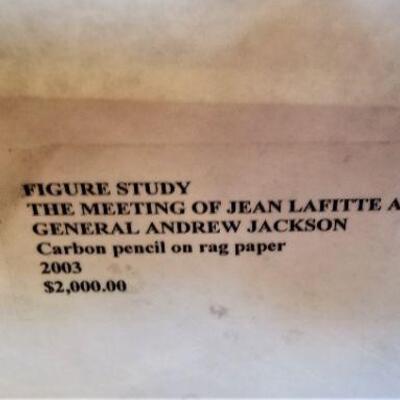 FIGURE STUDY
THE MEETING OF JEAN LAFITTE A
GENERAL ANDREW JACKSON
Carbon pencil on rag paper
2003
$2,000.00